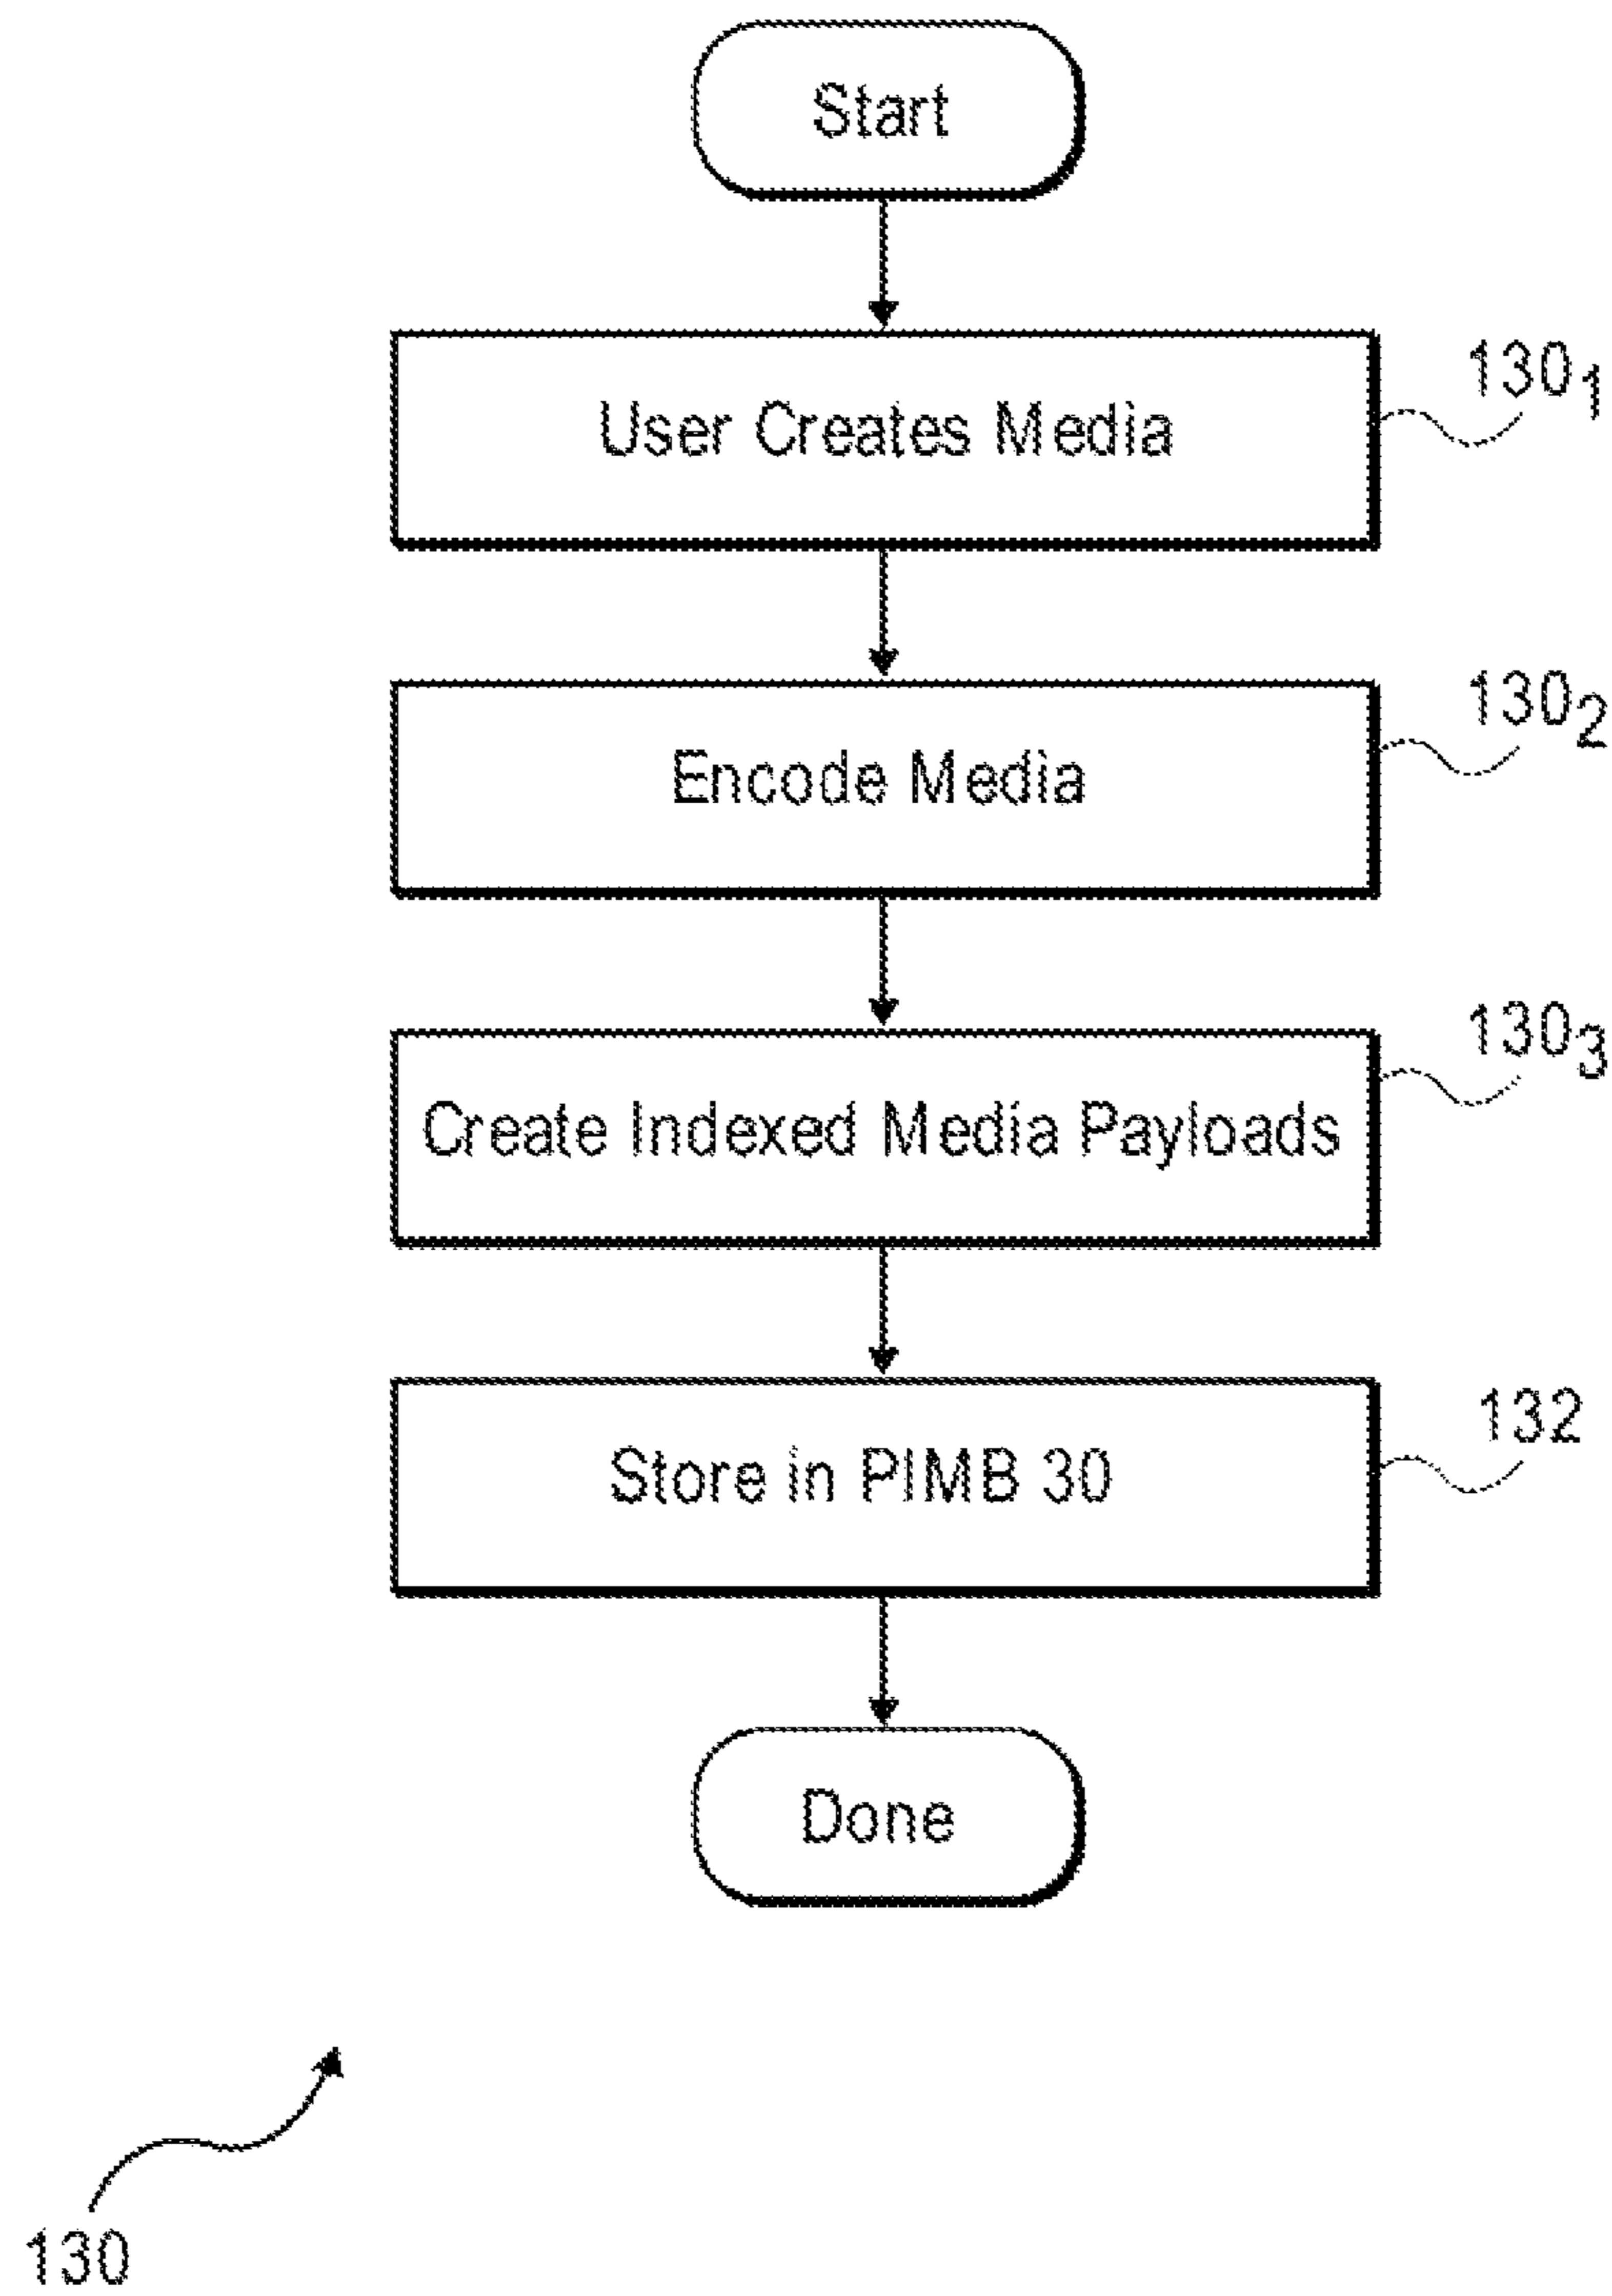 Start
User Creates Media
130₁
Encode Media
130₂
Create Indexed Media Payloads
130₃
Store in PIMB 30
132
Done
130